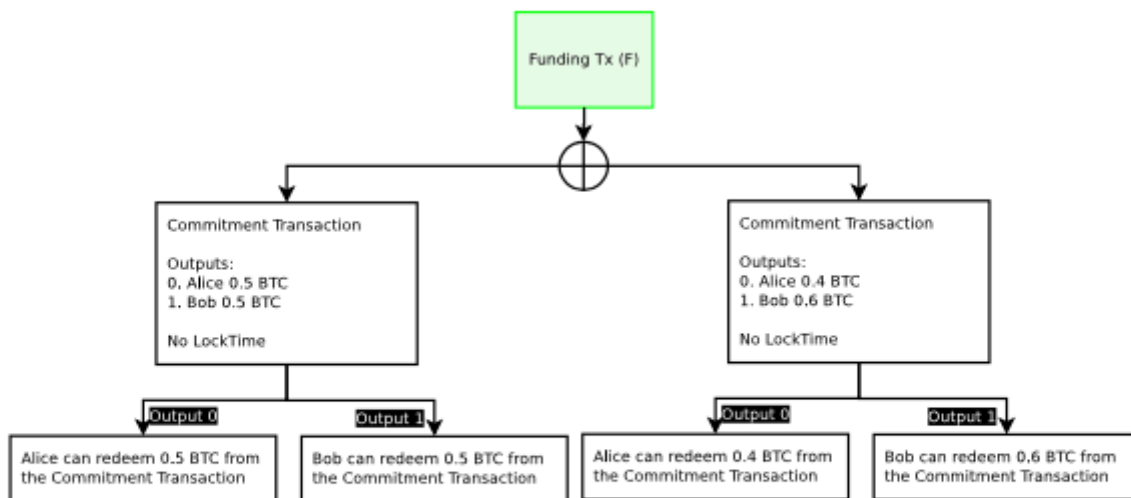 Funding Tx (F)
Commitment Transaction
Outputs:
0. Alice 0.5 BTC
1. Bob 0.5 BTC
No LockTime
Commitment Transaction
Outputs:
0. Alice 0.4 BTC
1. Bob 0.6 BTC
No LockTime
Output 0
Output 1
Output 0
Output 1
Alice can redeem 0.5 BTC from
the Commitment Transaction
Bob can redeem 0.5 BTC from
the Commitment Transaction
Alice can redeem 0.4 BTC from
the Commitment Transaction
Bob can redeem 0.6 BTC from
the Commitment Transaction